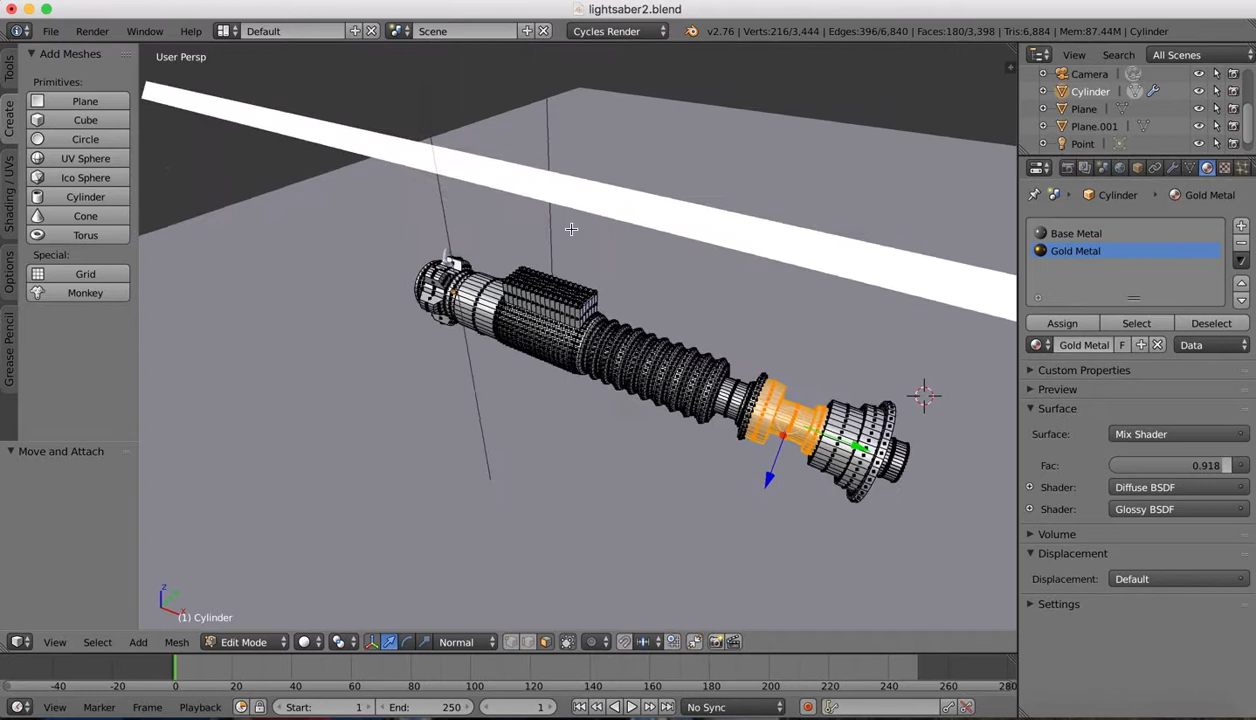 lightsaber2.blend
File Render Window Help Default Scene Cycles Render v2.76 | Verts:216/3,444 | Edges:396/6,840 | Faces:180/3,398 | Tris:6,884 | Mem:87.44M | Cylinder
Tools
Create
Shading / UVs
Options
Grease Pencil
Add Meshes
Primitives:
Plane
Cube
Circle
UV Sphere
Ico Sphere
Cylinder
Cone
Torus
Special:
Grid
Monkey
Move and Attach
User Persp
(1) Cylinder
z
x
View Search All Scenes
Camera
Cylinder
Plane
Plane.001
Point
Cylinder Gold Metal
Base Metal
Gold Metal
Assign Select Deselect
Gold Metal F Data
Custom Properties
Preview
Surface
Surface: Mix Shader
Fac: 0.918
Shader: Diffuse BSDF
Shader: Glossy BSDF
Volume
Displacement
Displacement: Default
Settings
View Select Add Mesh Edit Mode Normal
-40 -20 0 20 40 60 80 100 120 140 160 180 200 220 240 260 280
View Marker Frame Playback Start: 1 End: 250 1 No Sync